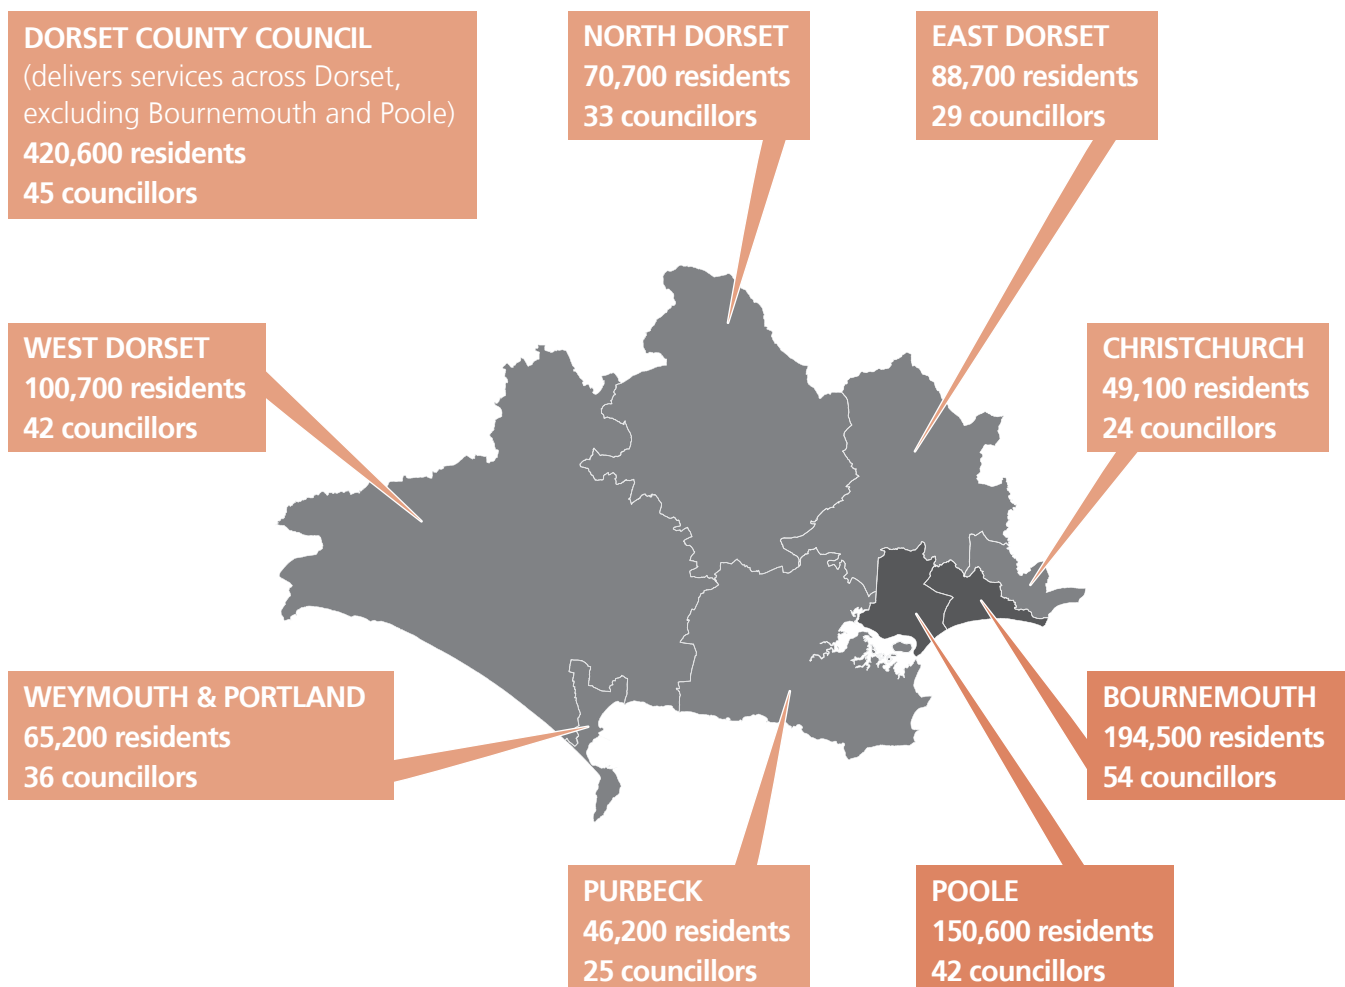 DORSET COUNTY COUNCIL
(delivers services across Dorset,
excluding Bournemouth and Poole)
420,600 residents
45 councillors
NORTH DORSET
70,700 residents
33 councillors
EAST DORSET
88,700 residents
29 councillors
WEST DORSET
100,700 residents
42 councillors
CHRISTCHURCH
49,100 residents
24 councillors
WEYMOUTH & PORTLAND
65,200 residents
36 councillors
BOURNEMOUTH
194,500 residents
54 councillors
PURBECK
46,200 residents
25 councillors
POOLE
150,600 residents
42 councillors